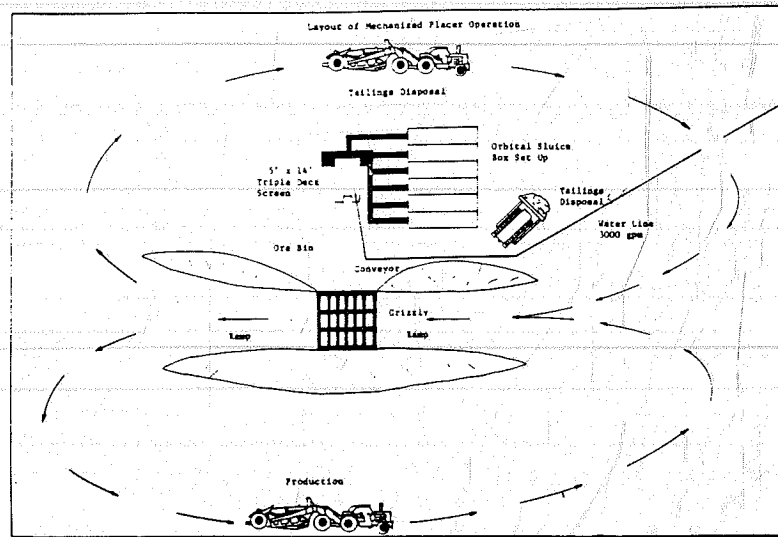 Layout of Mechanized Placer Operation
Tailings Disposal
5' x 14'
Triple Deck
Screen
Orbital Sluice
Box Set Up
Tailings
Disposal
Water Line
3000 gpm
Ore Bin
Conveyor
Grizzly
Ramp
Ramp
Production